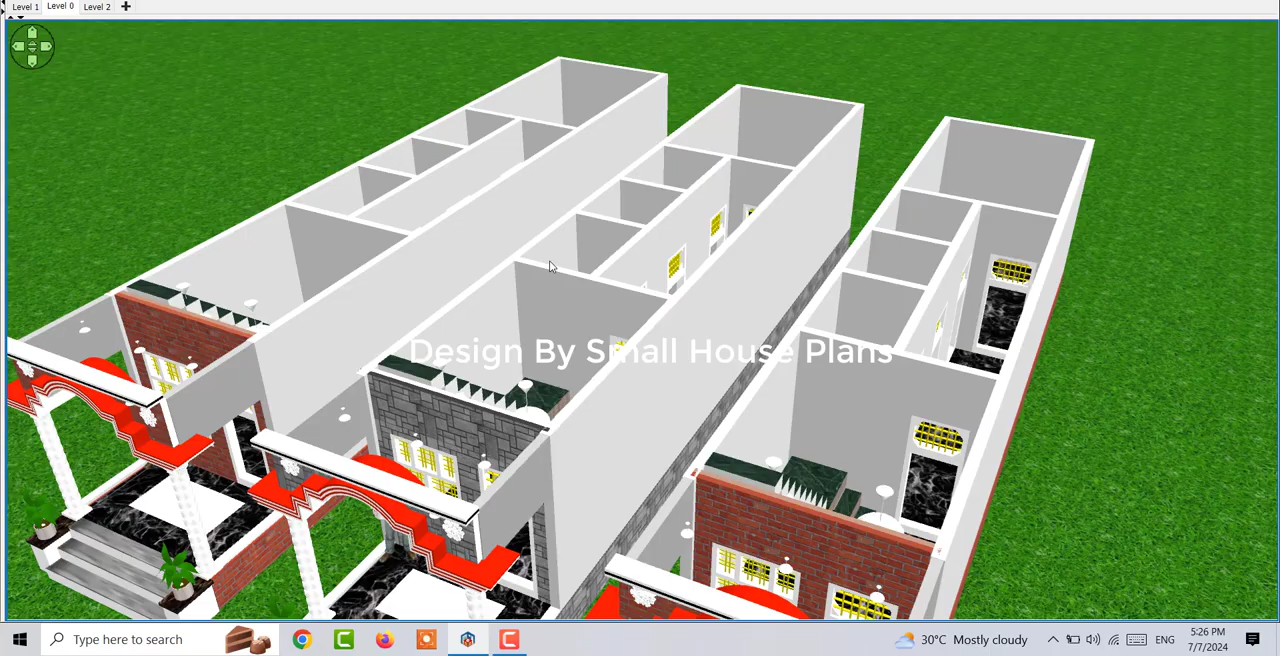 Level 1 Level 0 Level 2
Design By Small House Plans
Type here to search
30°C Mostly cloudy
ENG
5:26 PM
7/7/2024